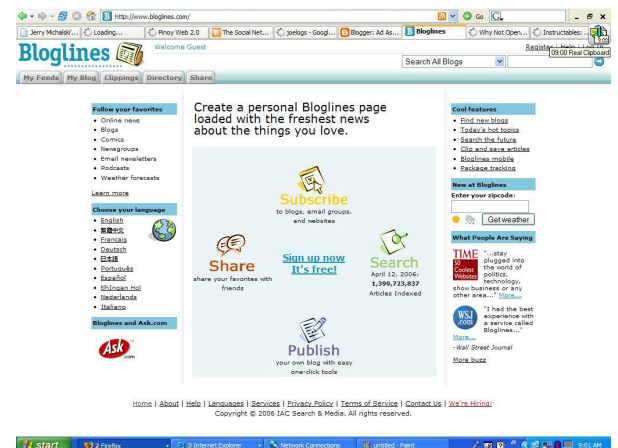 http://www.bloglines.com/
Go
Jerry Michalski'...
Loading...
Pinoy Web 2.0
The Social Net...
joelogs - Googl...
Blogger: Ad As...
Bloglines
Why Not Open...
Instructables: ...
Bloglines
Welcome Guest
Register | Help | Log In
09:00 Real Clipboard
Search All Blogs
My Feeds
My Blog
Clippings
Directory
Share
Follow your favorites
Online news
Blogs
Comics
Newsgroups
Email newsletters
Podcasts
Weather forecasts
Learn more
Choose your language
English
繁體中文
Français
Deutsch
日本語
Português
Español
tlhIngan Hol
Nederlands
Italiano
Bloglines and Ask.com
Ask
.com
Create a personal Bloglines page
loaded with the freshest news
about the things you love.
Subscribe
to blogs, email groups,
and websites
Share
share your favorites with
friends
Sign up now
It's free!
Search
April 12, 2006:
1,399,723,837
Articles Indexed
Publish
your own blog with easy
one-click tools
Cool features
Find new blogs
Today's hot topics
Search the future
Clip and save articles
Bloglines mobile
Package tracking
New at Bloglines
Enter your zipcode:
Get weather
What People Are Saying
TIME
50
Coolest
Websites
"...stay
plugged into
the world of
politics,
technology,
show business or any
other area..." More...
WSJ
.com
"I had the best
experience with
a service called
Bloglines..."
More...
-Wall Street Journal
More buzz
Home | About | Help | Languages | Services | Privacy Policy | Terms of Service | Contact Us | We're Hiring!
Copyright © 2006 IAC Search & Media. All rights reserved.
start
2 Firefox
3 Internet Explorer
Network Connections
untitled - Paint
9:01 AM